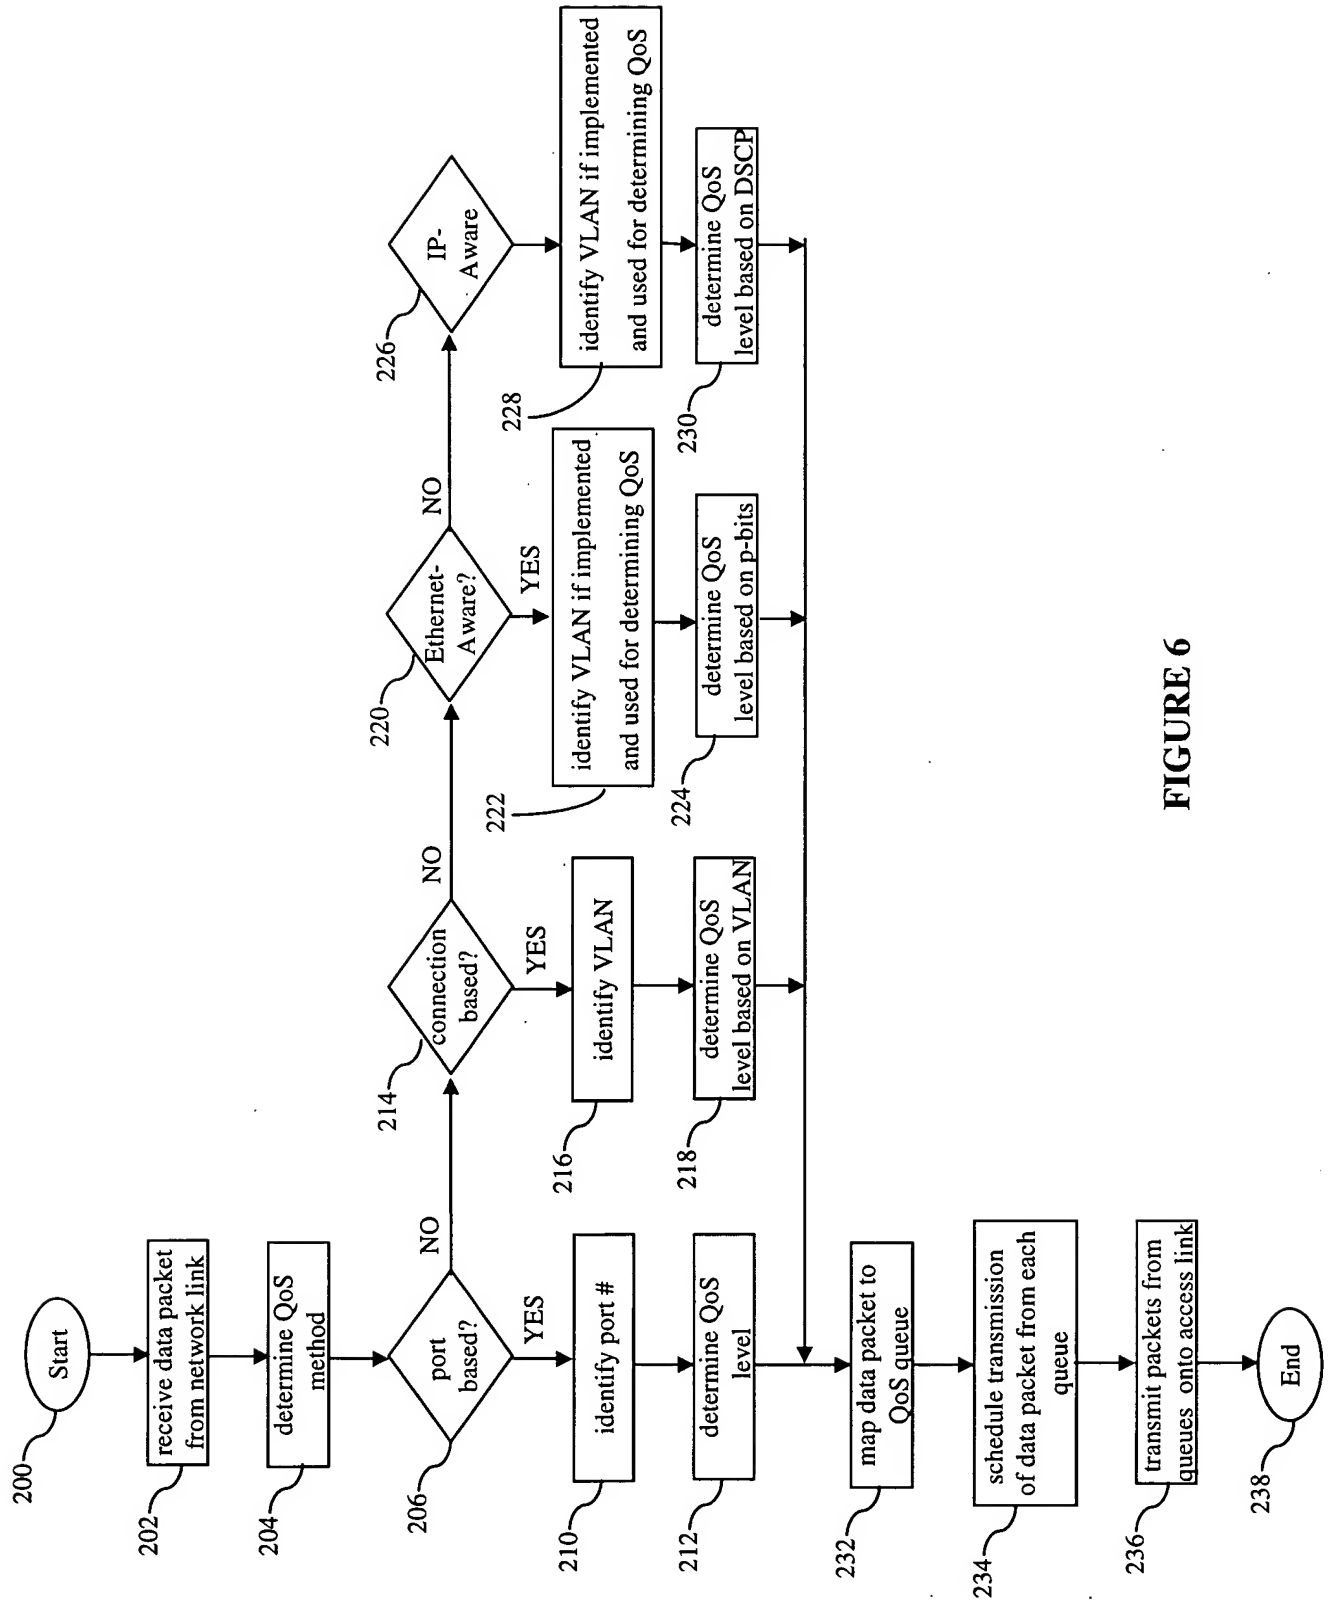 Start
200
receive data packet
from network link
202
determine QoS
method
204
port
based?
206
NO
YES
identify port #
210
determine QoS
level
212
connection
based?
214
NO
YES
identify VLAN
216
determine QoS
level based on VLAN
218
Ethernet-
Aware?
220
NO
YES
identify VLAN if implemented
and used for determining QoS
222
determine QoS
level based on p-bits
224
IP-
Aware
226
identify VLAN if implemented
and used for determining QoS
228
determine QoS
level based on DSCP
230
map data packet to
QoS queue
232
schedule transmission
of data packet from each
queue
234
transmit packets from
queues onto access link
236
End
238
FIGURE 6